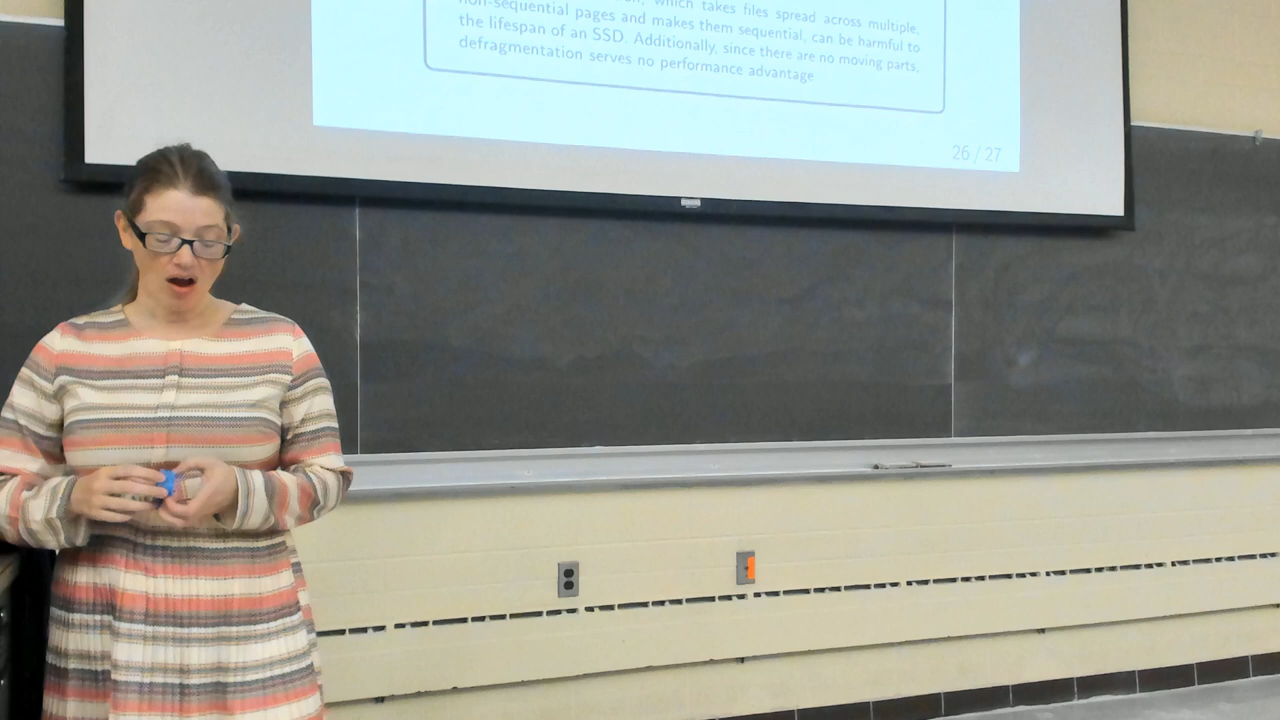 which takes files spread across multiple,
non-sequential pages and makes them sequential, can be harmful to
the lifespan of an SSD. Additionally, since there are no moving parts,
defragmentation serves no performance advantage
26 / 27